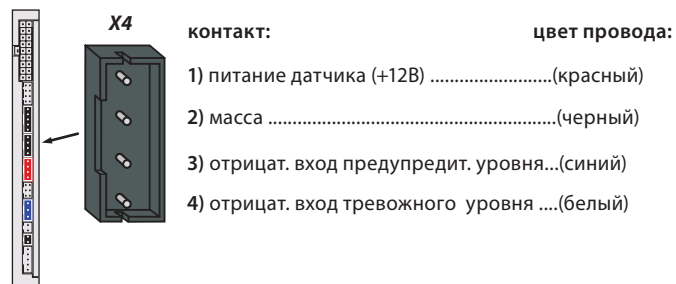 X4
контакт: цвет провода:
1) питание датчика (+12В) .........................(красный)
2) масса ..........................................................(черный)
3) отрицат. вход предупредит. уровня...(синий)
4) отрицат. вход тревожного уровня ....(белый)